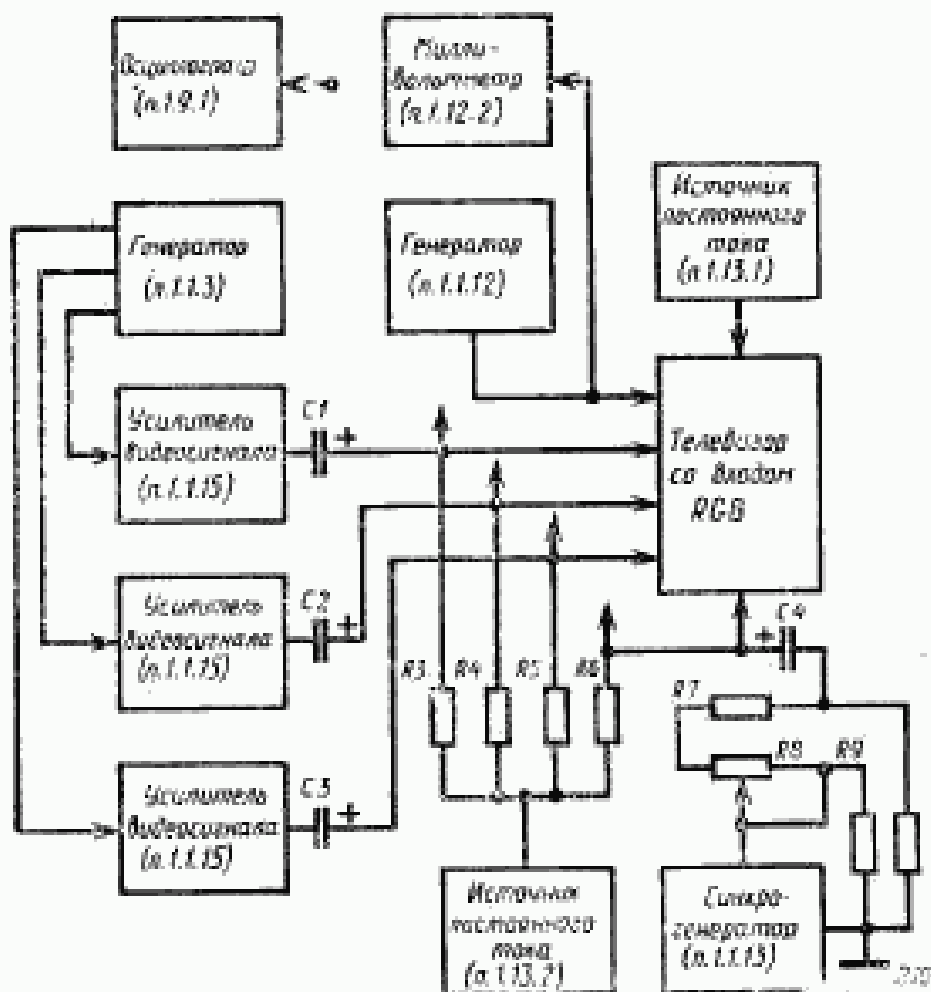 Осциллограф
(п.1.9.1)
Милли-
вольтметр
(п.1.12.2)
Источник
постоянного
тока
(п.1.13.1)
Генератор
(п.1.1.3)
Генератор
(п.1.1.12)
Усилитель
видеосигнала
(п.1.1.15)
C1
+
Телевизор
со входом
RGB
Усилитель
видеосигнала
(п.1.1.15)
C2
+
C4
+
R3
R4
R5
R6
R7
R8
R9
Усилитель
видеосигнала
(п.1.1.15)
C3
+
Источник
постоянного
тока
(п.1.13.2)
Синхро-
генератор
(п.1.1.13)